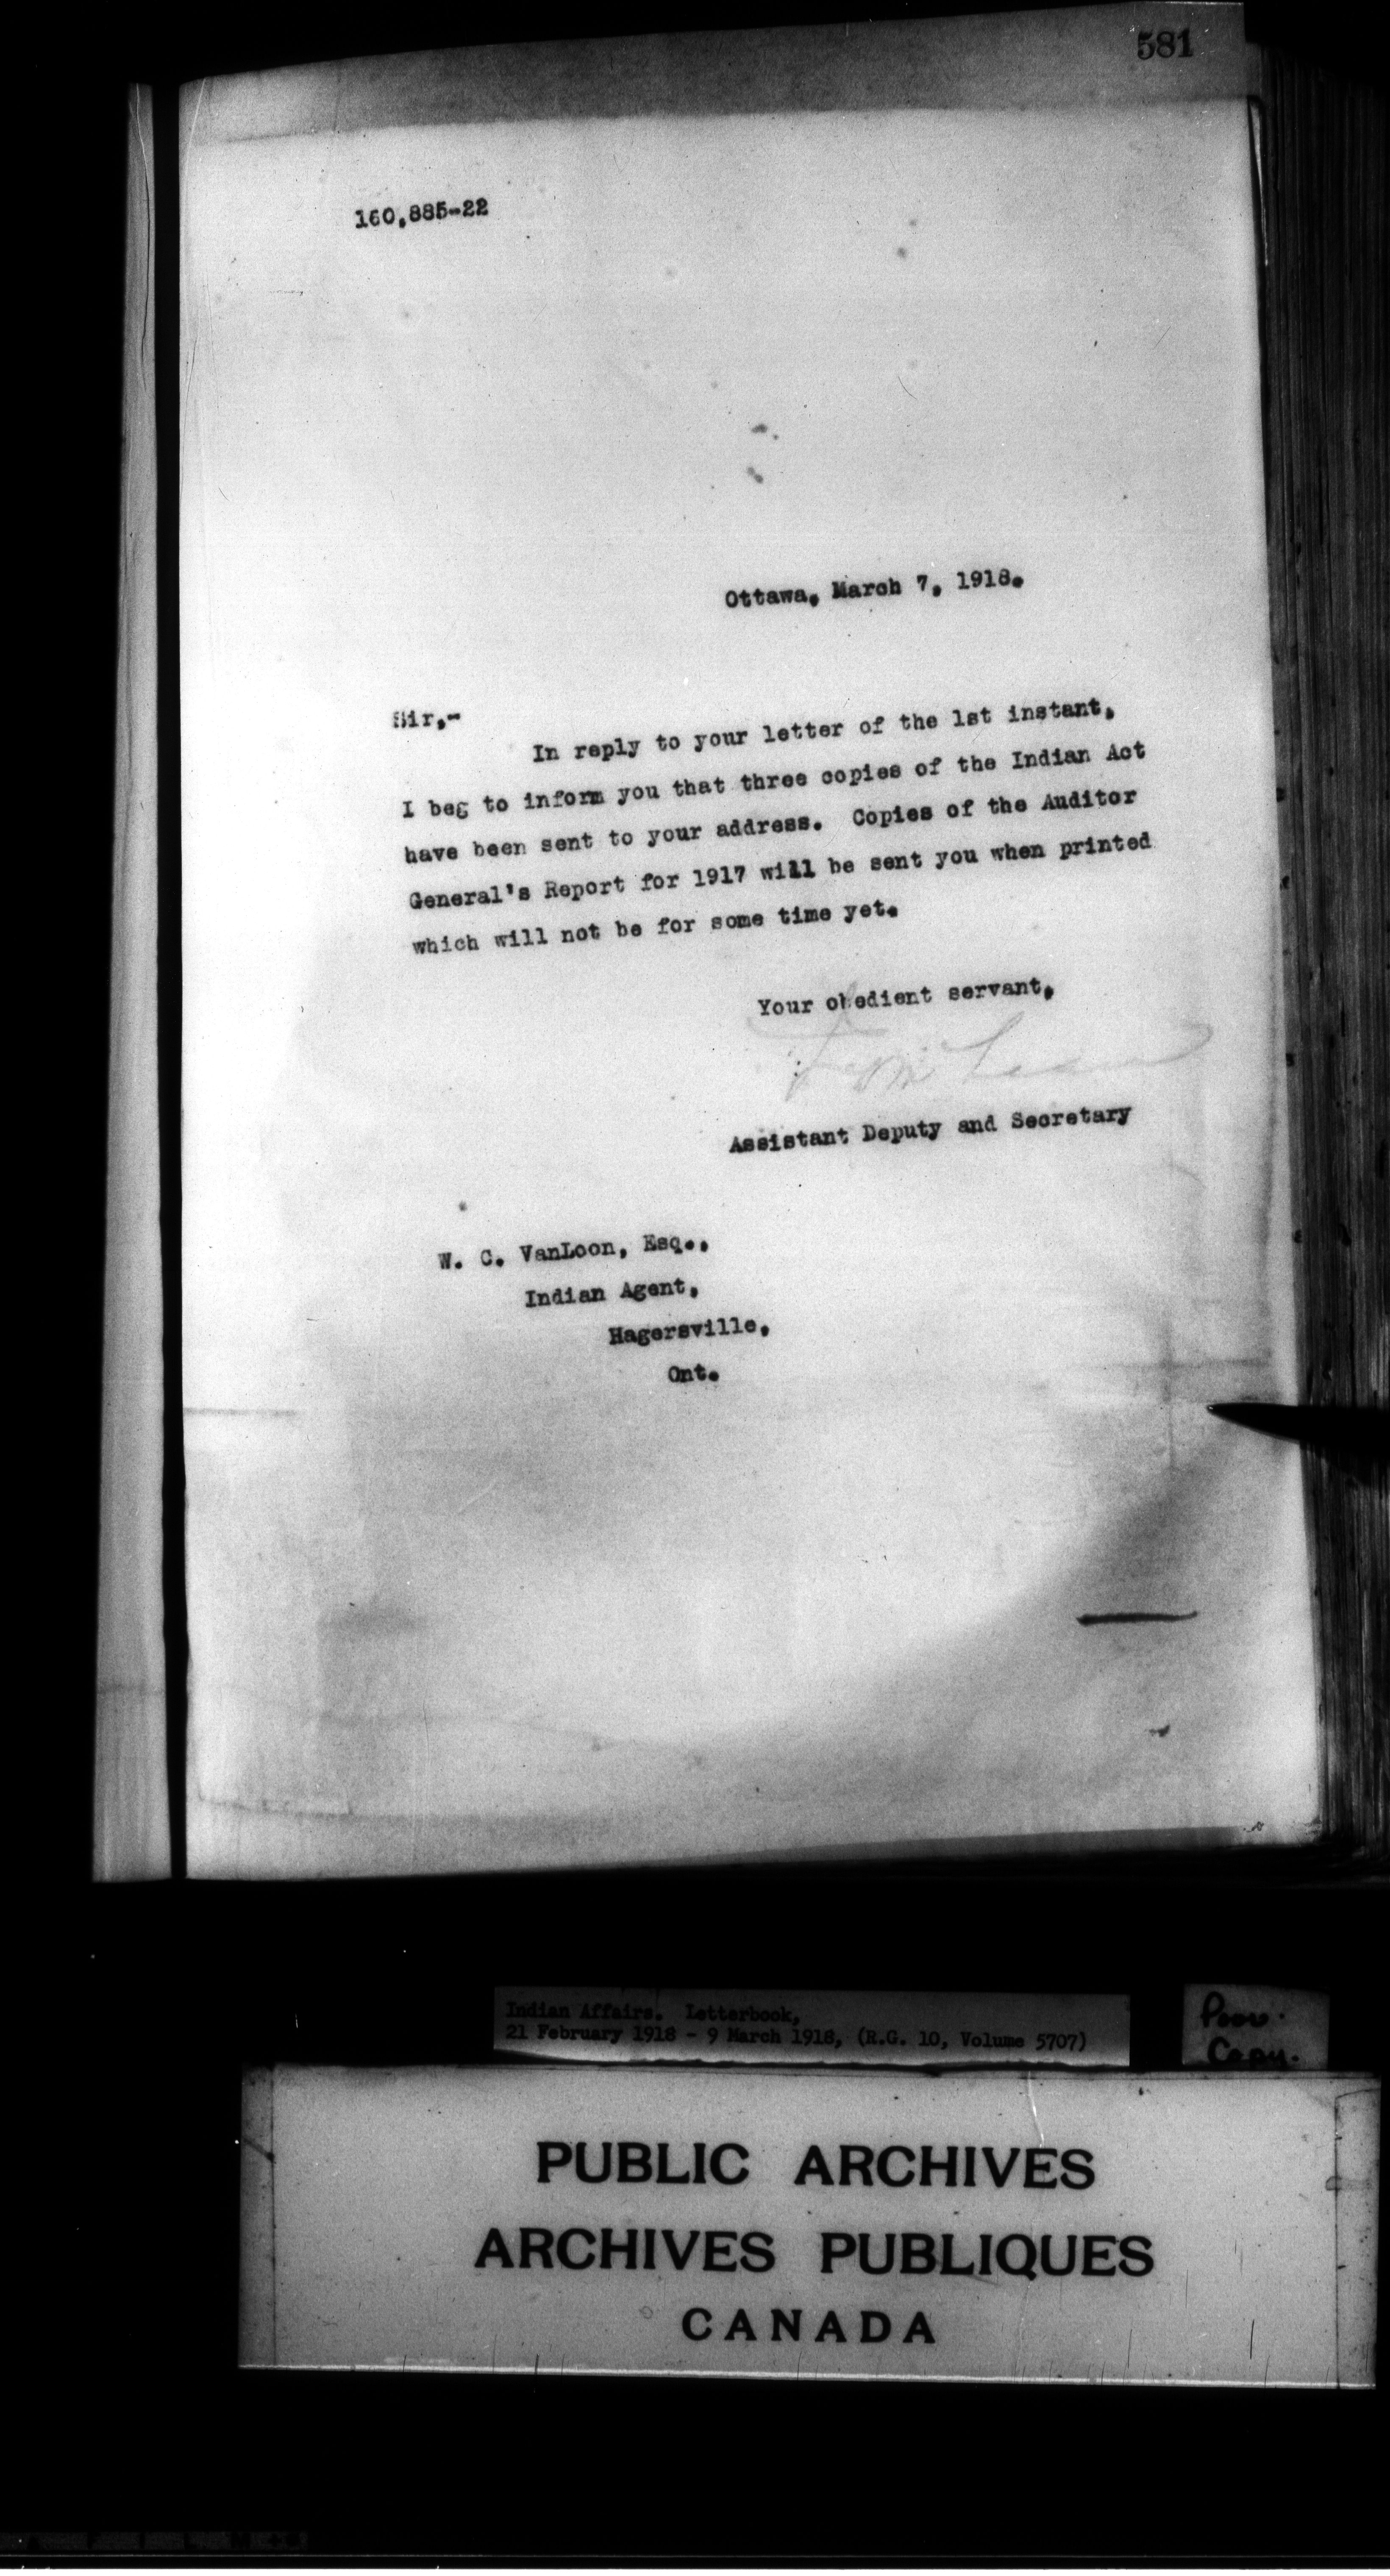 581
160,885-22
Ottawa, March 7, 1918.
Sir,-
In reply to your letter of the 1st instant,
I beg to inform you that three copies of the Indian Act
have been sent to your address. Copies of the Auditor
General's Report for 1917 will be sent you when printed
which will not be for some time yet.
Your obedient servant,
Assistant Deputy and Secretary
W. C. VanLoon, Esq.,
Indian Agent,
Hagersville,
Ont.
Indian Affairs. Letterbook,
21 February 1918 - 9 March 1918, (R.G. 10, Volume 5707)
Poor.
Copy.
PUBLIC ARCHIVES
ARCHIVES PUBLIQUES
CANADA